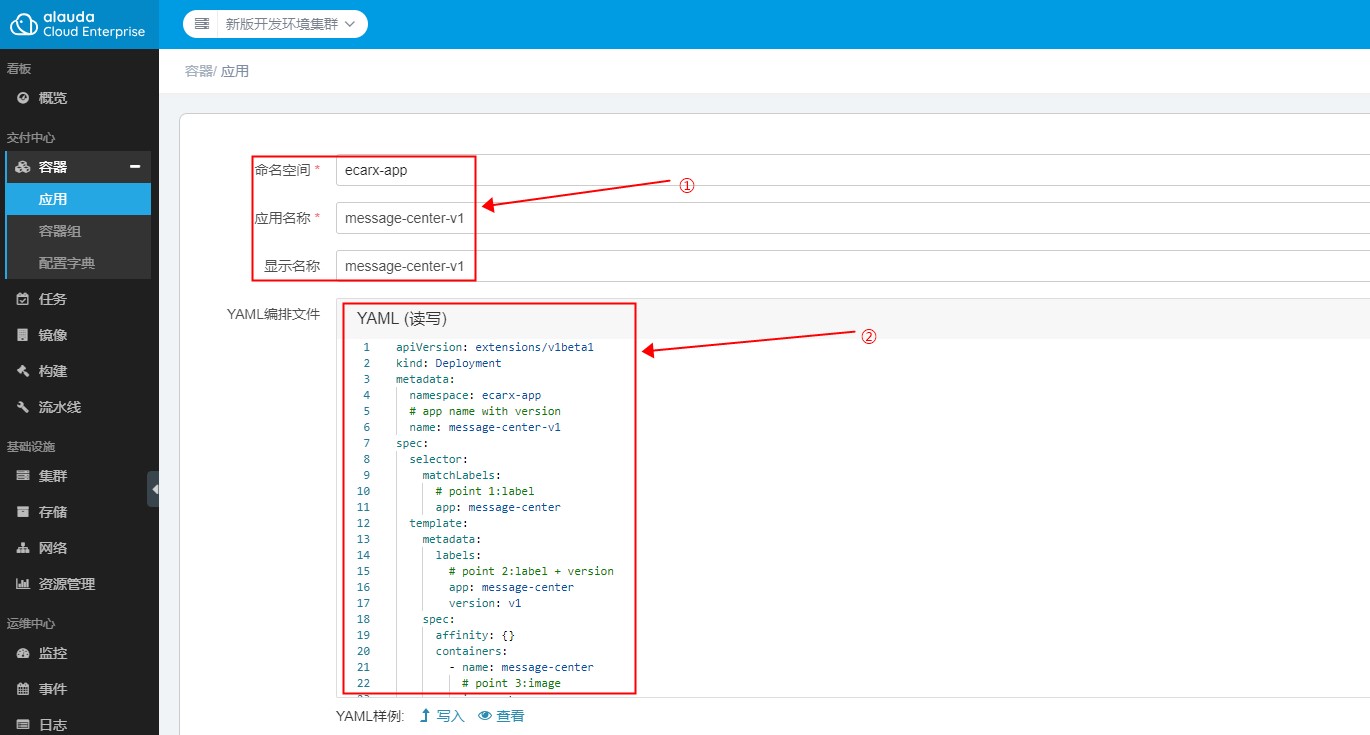 alauda
Cloud Enterprise
新版开发环境集群
看板
概览
交付中心
容器
应用
容器组
配置字典
任务
镜像
构建
流水线
基础设施
集群
存储
网络
资源管理
运维中心
监控
事件
日志
容器/ 应用
命名空间 * ecarx-app
①
应用名称 * message-center-v1
显示名称 message-center-v1
YAML编排文件
YAML (读写)
②
1 apiVersion: extensions/v1beta1
2 kind: Deployment
3 metadata:
4 namespace: ecarx-app
5 # app name with version
6 name: message-center-v1
7 spec:
8 selector:
9 matchLabels:
10 # point 1:label
11 app: message-center
12 template:
13 metadata:
14 labels:
15 # point 2:label + version
16 app: message-center
17 version: v1
18 spec:
19 affinity: {}
20 containers:
21 - name: message-center
22 # point 3:image
YAML样例: 写入 查看